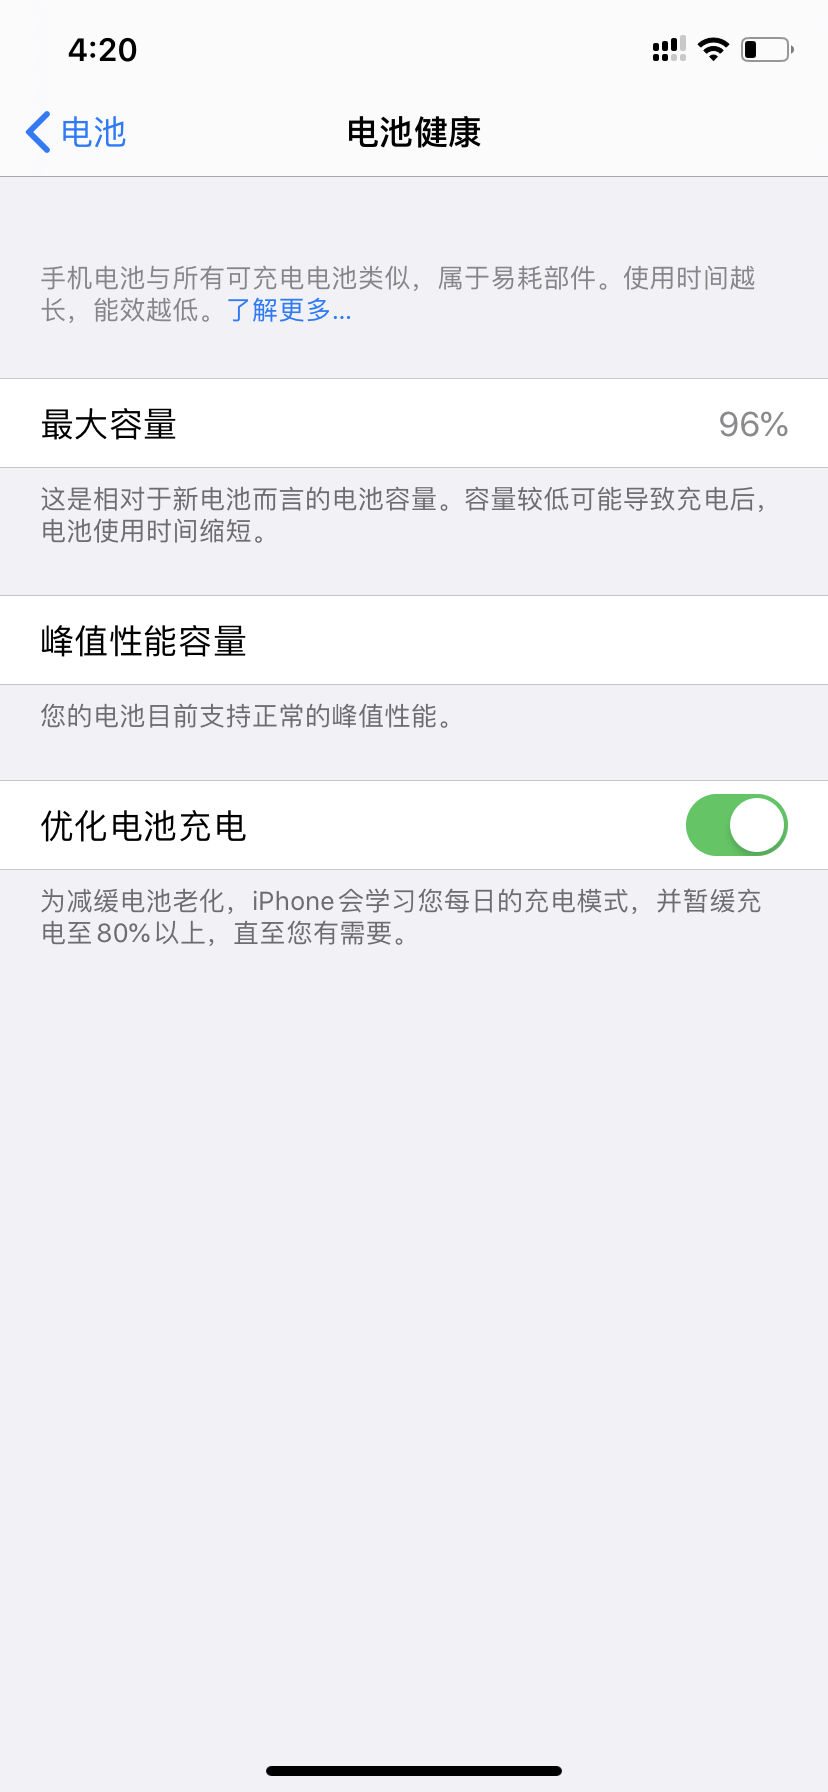 4:20
电池
电池健康
手机电池与所有可充电电池类似，属于易耗部件。使用时间越
长，能效越低。了解更多...
最大容量
96%
这是相对于新电池而言的电池容量。容量较低可能导致充电后，
电池使用时间缩短。
峰值性能容量
您的电池目前支持正常的峰值性能。
优化电池充电
为减缓电池老化，iPhone会学习您每日的充电模式，并暂缓充
电至80%以上，直至您有需要。